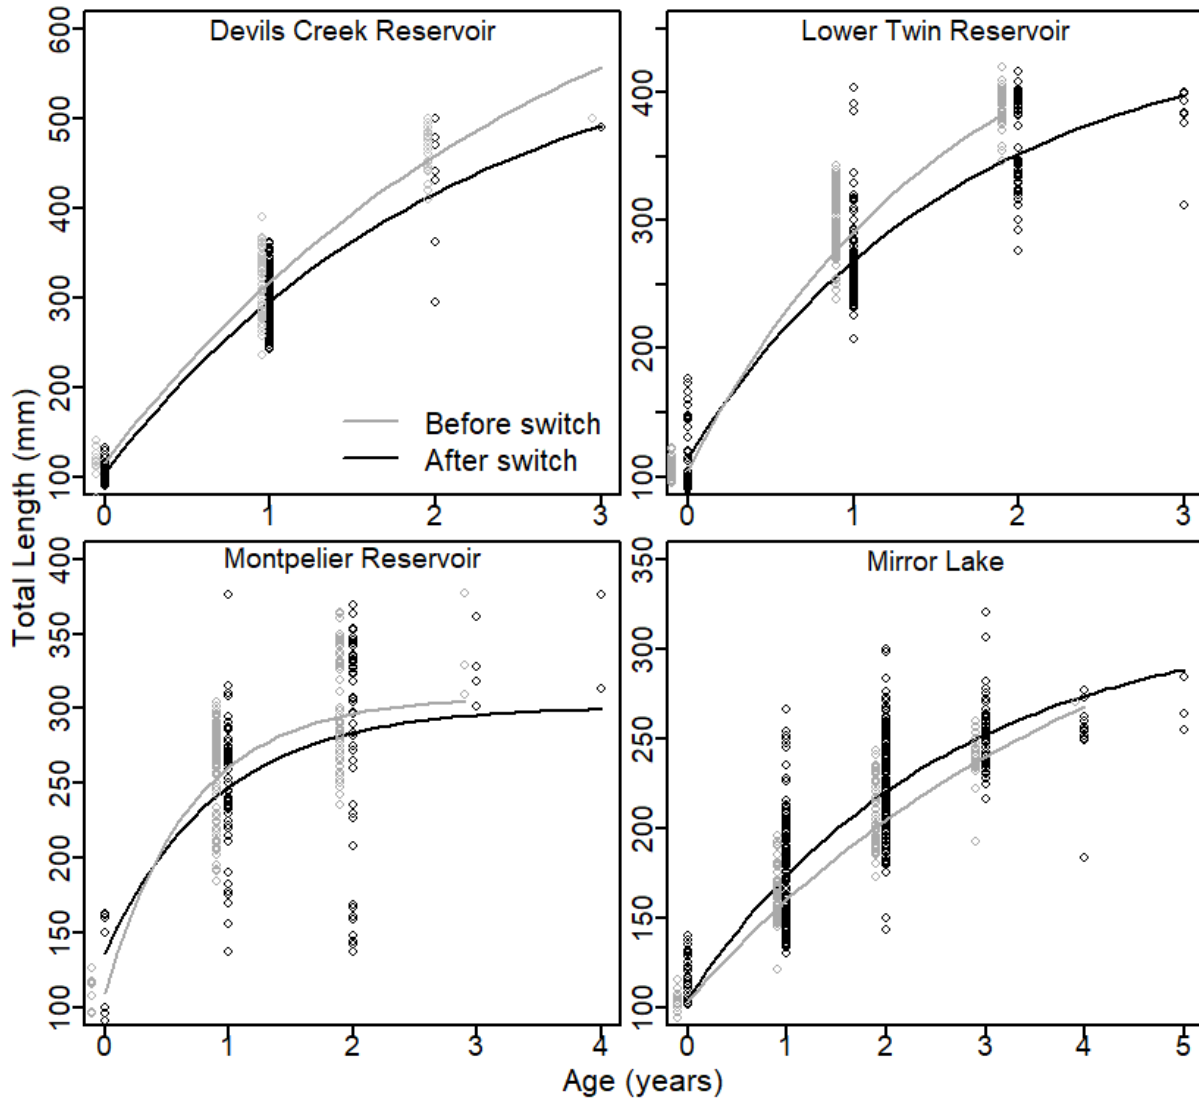 Devils Creek Reservoir
600
500
400
300
200
100
0 1 2 3
Before switch
After switch
Lower Twin Reservoir
400
300
200
100
0 1 2 3
Montpelier Reservoir
400
350
300
250
200
150
100
0 1 2 3 4
Mirror Lake
350
300
250
200
150
100
0 1 2 3 4 5
Total Length (mm)
Age (years)